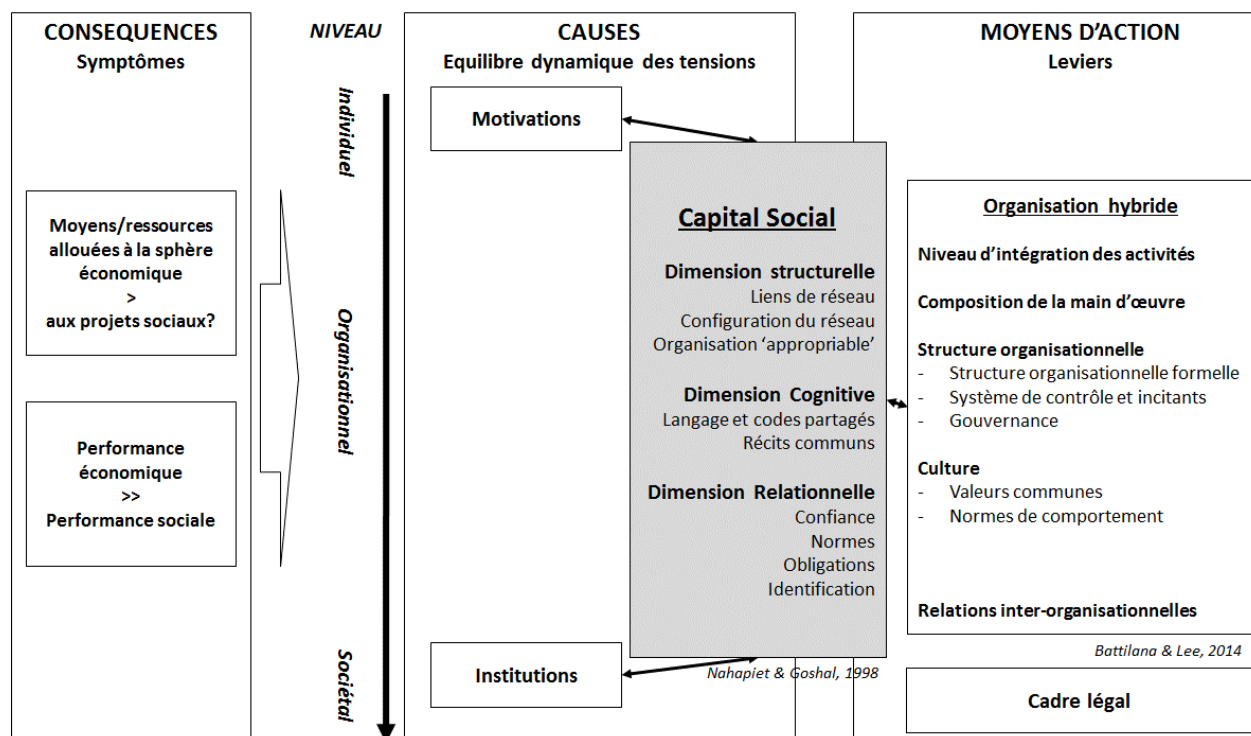 CONSEQUENCES
Symptômes
Moyens/ressources
allouées à la sphère
économique
>
aux projets sociaux?
Performance
économique
>>
Performance sociale
NIVEAU
Individuel
Organisationnel
Sociétal
CAUSES
Equilibre dynamique des tensions
Motivations
Capital Social
Dimension structurelle
Liens de réseau
Configuration du réseau
Organisation ‘appropriable’
Dimension Cognitive
Langage et codes partagés
Récits communs
Dimension Relationnelle
Confiance
Normes
Obligations
Identification
Institutions
Nahapiet & Goshal, 1998
MOYENS D’ACTION
Leviers
Organisation hybride
Niveau d’intégration des activités
Composition de la main d’œuvre
Structure organisationnelle
- Structure organisationnelle formelle
- Système de contrôle et incitants
- Gouvernance
Culture
- Valeurs communes
- Normes de comportement
Relations inter-organisationnelles
Battilana & Lee, 2014
Cadre légal